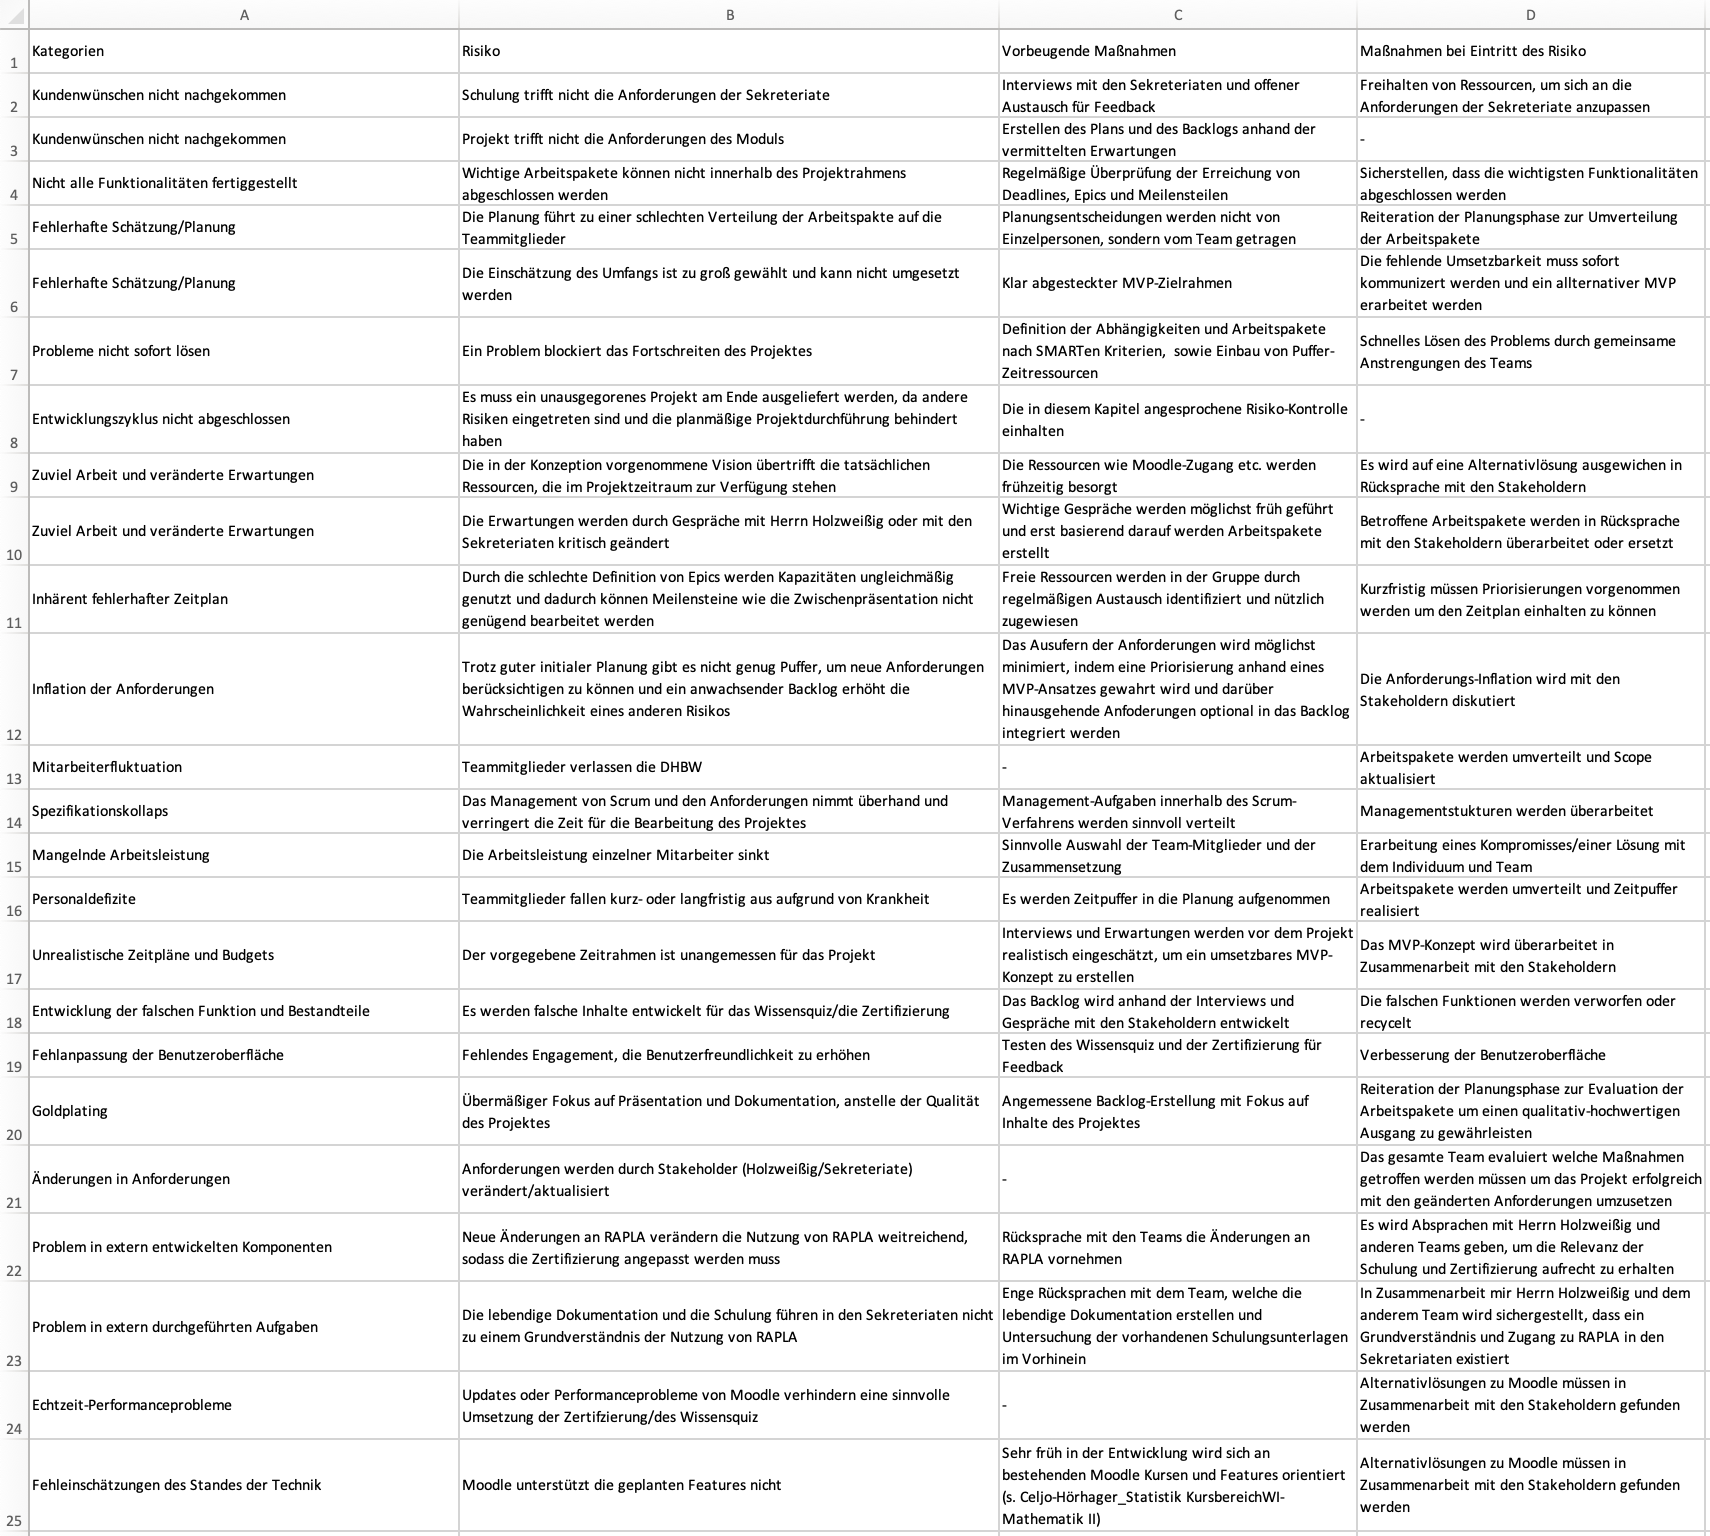 A B C D
1 Kategorien Risiko Vorbeugende Maßnahmen Maßnahmen bei Eintritt des Risiko
2 Kundenwünschen nicht nachgekommen Schulung trifft nicht die Anforderungen der Sekreteriate
Interviews mit den Sekreteriaten und offener
Austausch für Feedback
Freihalten von Ressourcen, um sich an die
Anforderungen der Sekreteriate anzupassen
3 Kundenwünschen nicht nachgekommen Projekt trifft nicht die Anforderungen des Moduls
Erstellen des Plans und des Backlogs anhand der
vermittelten Erwartungen
-
4 Nicht alle Funktionalitäten fertiggestellt
Wichtige Arbeitspakete können nicht innerhalb des Projektrahmens
abgeschlossen werden
Regelmäßige Überprüfung der Erreichung von
Deadlines, Epics und Meilensteilen
Sicherstellen, dass die wichtigsten Funktionalitäten
abgeschlossen werden
5 Fehlerhafte Schätzung/Planung
Die Planung führt zu einer schlechten Verteilung der Arbeitspakte auf die
Teammitglieder
Planungsentscheidungen werden nicht von
Einzelpersonen, sondern vom Team getragen
Reiteration der Planungsphase zur Umverteilung
der Arbeitspakete
6 Fehlerhafte Schätzung/Planung
Die Einschätzung des Umfangs ist zu groß gewählt und kann nicht umgesetzt
werden
Klar abgesteckter MVP-Zielrahmen
Die fehlende Umsetzbarkeit muss sofort
kommunizert werden und ein allternativer MVP
erarbeitet werden
7 Probleme nicht sofort lösen Ein Problem blockiert das Fortschreiten des Projektes
Definition der Abhängigkeiten und Arbeitspakete
nach SMARTen Kriterien,  sowie Einbau von Puffer-
Zeitressourcen
Schnelles Lösen des Problems durch gemeinsame
Anstrengungen des Teams
8 Entwicklungszyklus nicht abgeschlossen
Es muss ein unausgegorenes Projekt am Ende ausgeliefert werden, da andere
Risiken eingetreten sind und die planmäßige Projektdurchführung behindert
haben
Die in diesem Kapitel angesprochene Risiko-Kontrolle
einhalten
-
9 Zuviel Arbeit und veränderte Erwartungen
Die in der Konzeption vorgenommene Vision übertrifft die tatsächlichen
Ressourcen, die im Projektzeitraum zur Verfügung stehen
Die Ressourcen wie Moodle-Zugang etc. werden
frühzeitig besorgt
Es wird auf eine Alternativlösung ausgewichen in
Rücksprache mit den Stakeholdern
10 Zuviel Arbeit und veränderte Erwartungen
Die Erwartungen werden durch Gespräche mit Herrn Holzweißig oder mit den
Sekreteriaten kritisch geändert
Wichtige Gespräche werden möglichst früh geführt
und erst basierend darauf werden Arbeitspakete
erstellt
Betroffene Arbeitspakete werden in Rücksprache
mit den Stakeholdern überarbeitet oder ersetzt
11 Inhärent fehlerhafter Zeitplan
Durch die schlechte Definition von Epics werden Kapazitäten ungleichmäßig
genutzt und dadurch können Meilensteine wie die Zwischenpräsentation nicht
genügend bearbeitet werden
Freie Ressourcen werden in der Gruppe durch
regelmäßigen Austausch identifiziert und nützlich
zugewiesen
Kurzfristig müssen Priorisierungen vorgenommen
werden um den Zeitplan einhalten zu können
12 Inflation der Anforderungen
Trotz guter initialer Planung gibt es nicht genug Puffer, um neue Anforderungen
berücksichtigen zu können und ein anwachsender Backlog erhöht die
Wahrscheinlichkeit eines anderen Risikos
Das Ausufern der Anforderungen wird möglichst
minimiert, indem eine Priorisierung anhand eines
MVP-Ansatzes gewahrt wird und darüber
hinausgehende Anfoderungen optional in das Backlog
integriert werden
Die Anforderungs-Inflation wird mit den
Stakeholdern diskutiert
13 Mitarbeiterfluktuation Teammitglieder verlassen die DHBW
-
Arbeitspakete werden umverteilt und Scope
aktualisiert
14 Spezifikationskollaps
Das Management von Scrum und den Anforderungen nimmt überhand und
verringert die Zeit für die Bearbeitung des Projektes
Management-Aufgaben innerhalb des Scrum-
Verfahrens werden sinnvoll verteilt
Managementstukturen werden überarbeitet
15 Mangelnde Arbeitsleistung Die Arbeitsleistung einzelner Mitarbeiter sinkt
Sinnvolle Auswahl der Team-Mitglieder und der
Zusammensetzung
Erarbeitung eines Kompromisses/einer Lösung mit
dem Individuum und Team
16 Personaldefizite Teammitglieder fallen kurz- oder langfristig aus aufgrund von Krankheit
Es werden Zeitpuffer in die Planung aufgenommen
Arbeitspakete werden umverteilt und Zeitpuffer
realisiert
17 Unrealistische Zeitpläne und Budgets Der vorgegebene Zeitrahmen ist unangemessen für das Projekt
Interviews und Erwartungen werden vor dem Projekt
realistisch eingeschätzt, um ein umsetzbares MVP-
Konzept zu erstellen
Das MVP-Konzept wird überarbeitet in
Zusammenarbeit mit den Stakeholdern
18 Entwicklung der falschen Funktion und Bestandteile Es werden falsche Inhalte entwickelt für das Wissensquiz/die Zertifizierung
Das Backlog wird anhand der Interviews und
Gespräche mit den Stakeholdern entwickelt
Die falschen Funktionen werden verworfen oder
recycelt
19 Fehlanpassung der Benutzeroberfläche Fehlendes Engagement, die Benutzerfreundlichkeit zu erhöhen
Testen des Wissensquiz und der Zertifizierung für
Feedback
Verbesserung der Benutzeroberfläche
20 Goldplating
Übermäßiger Fokus auf Präsentation und Dokumentation, anstelle der Qualität
des Projektes
Angemessene Backlog-Erstellung mit Fokus auf
Inhalte des Projektes
Reiteration der Planungsphase zur Evaluation der
Arbeitspakete um einen qualitativ-hochwertigen
Ausgang zu gewährleisten
21 Änderungen in Anforderungen
Anforderungen werden durch Stakeholder (Holzweißig/Sekreteriate)
verändert/aktualisiert
-
Das gesamte Team evaluiert welche Maßnahmen
getroffen werden müssen um das Projekt erfolgreich
mit den geänderten Anforderungen umzusetzen
22 Problem in extern entwickelten Komponenten
Neue Änderungen an RAPLA verändern die Nutzung von RAPLA weitreichend,
sodass die Zertifizierung angepasst werden muss
Rücksprache mit den Teams die Änderungen an
RAPLA vornehmen
Es wird Absprachen mit Herrn Holzweißig und
anderen Teams geben, um die Relevanz der
Schulung und Zertifizierung aufrecht zu erhalten
23 Problem in extern durchgeführten Aufgaben
Die lebendige Dokumentation und die Schulung führen in den Sekreteriaten nicht
zu einem Grundverständnis der Nutzung von RAPLA
Enge Rücksprachen mit dem Team, welche die
lebendige Dokumentation erstellen und
Untersuchung der vorhandenen Schulungsunterlagen
im Vorhinein
In Zusammenarbeit mir Herrn Holzweißig und dem
anderem Team wird sichergestellt, dass ein
Grundverständnis und Zugang zu RAPLA in den
Sekretariaten existiert
24 Echtzeit-Performanceprobleme
Updates oder Performanceprobleme von Moodle verhindern eine sinnvolle
Umsetzung der Zertifzierung/des Wissensquiz
-
Alternativlösungen zu Moodle müssen in
Zusammenarbeit mit den Stakeholdern gefunden
werden
25 Fehleinschätzungen des Standes der Technik Moodle unterstützt die geplanten Features nicht
Sehr früh in der Entwicklung wird sich an
bestehenden Moodle Kursen und Features orientiert
(s. Celjo-Hörhager_Statistik KursbereichWI-
Mathematik II)
Alternativlösungen zu Moodle müssen in
Zusammenarbeit mit den Stakeholdern gefunden
werden